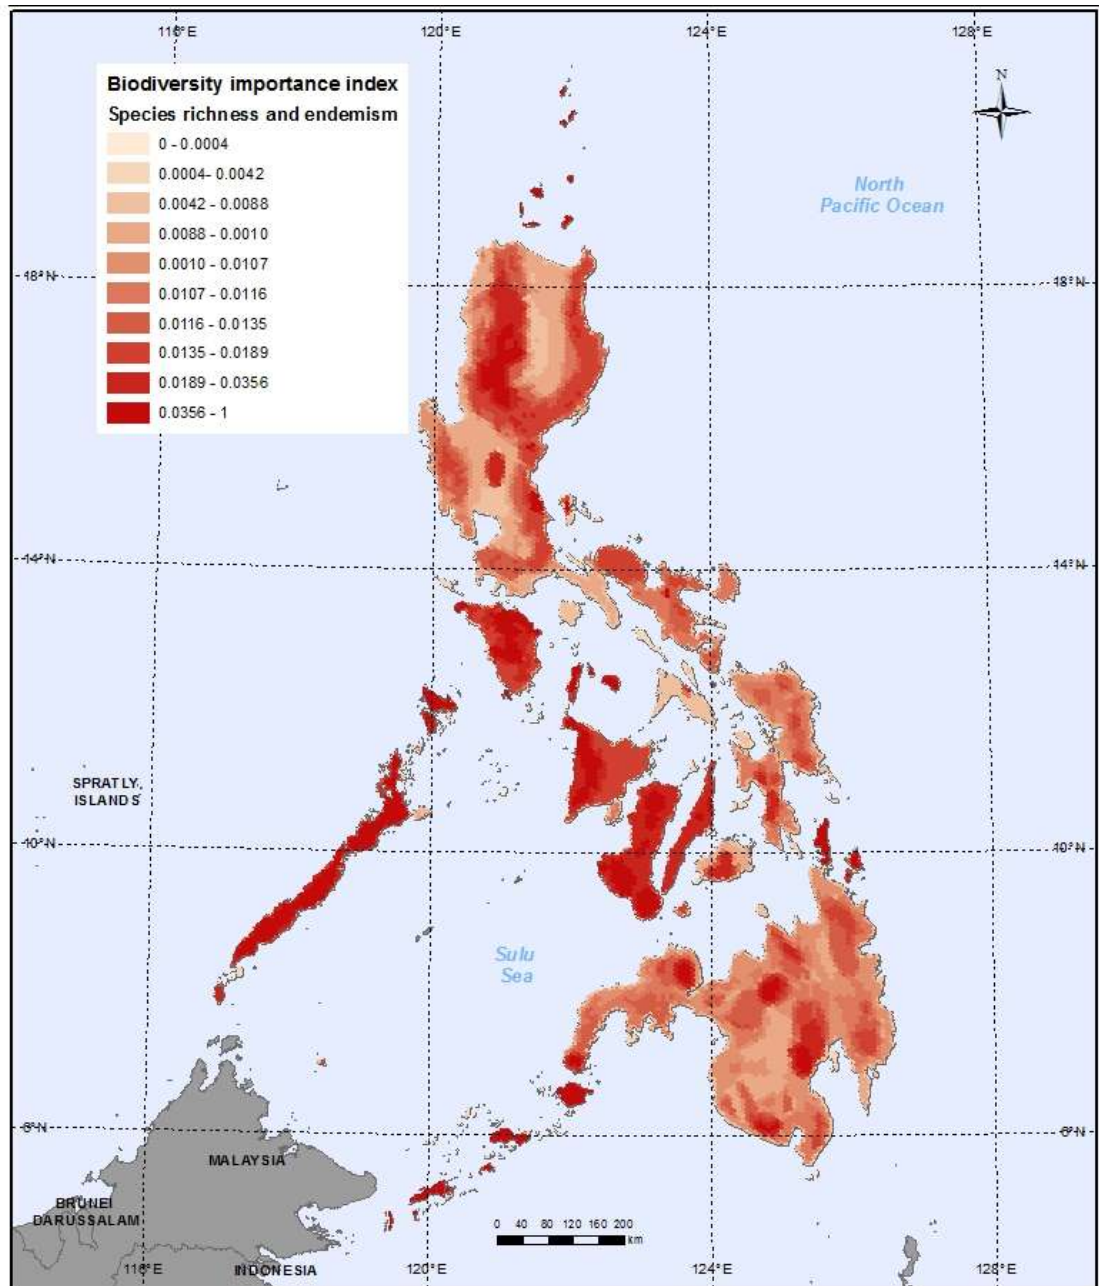 116°E
120°E
124°E
128°E
Biodiversity importance index
Species richness and endemism
0 - 0.0004
0.0004- 0.0042
0.0042 - 0.0088
0.0088 - 0.0010
0.0010 - 0.0107
0.0107 - 0.0116
0.0116 - 0.0135
0.0135 - 0.0189
0.0189 - 0.0356
0.0356 - 1
N
North
Pacific Ocean
18°N
18°N
14°N
14°N
SPRATLY
ISLANDS
10°N
10°N
Sulu
Sea
6°N
6°N
MALAYSIA
BRUNEI
DARUSSALAM
0 40 80 120 160 200
km
116°E
INDONESIA
120°E
124°E
128°E